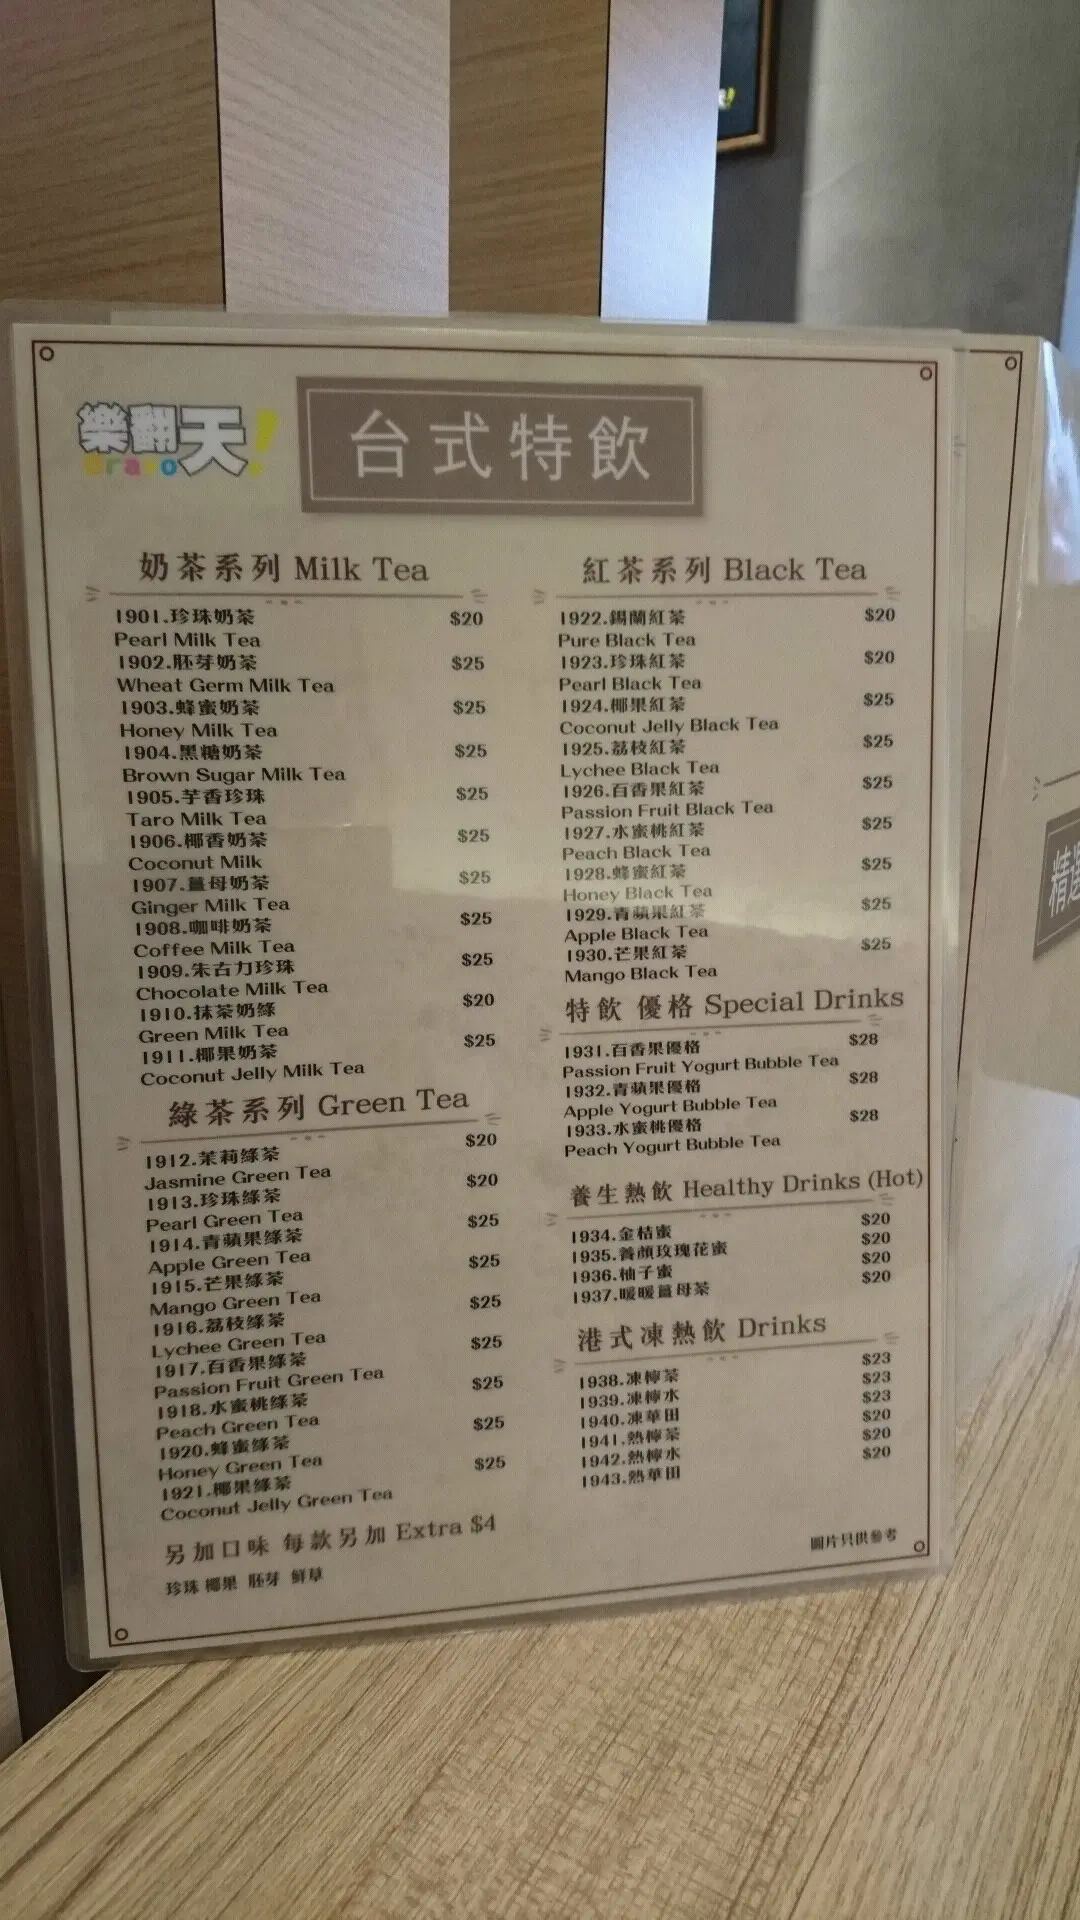 樂翻天!
Bravo
台式特飲
奶茶系列 Milk Tea
1901.珍珠奶茶 $20
Pearl Milk Tea
1902.胚芽奶茶 $25
Wheat Germ Milk Tea
1903.蜂蜜奶茶 $25
Honey Milk Tea
1904.黑糖奶茶 $25
Brown Sugar Milk Tea
1905.芋香珍珠 $25
Taro Milk Tea
1906.椰香奶茶 $25
Coconut Milk
1907.薑母奶茶 $25
Ginger Milk Tea
1908.咖啡奶茶 $25
Coffee Milk Tea
1909.朱古力珍珠 $25
Chocolate Milk Tea
1910.抹茶奶綠 $20
Green Milk Tea
1911.椰果奶茶 $25
Coconut Jelly Milk Tea
綠茶系列 Green Tea
1912.茉莉綠茶 $20
Jasmine Green Tea
1913.珍珠綠茶 $20
Pearl Green Tea
1914.青蘋果綠茶 $25
Apple Green Tea
1915.芒果綠茶 $25
Mango Green Tea
1916.荔枝綠茶 $25
Lychee Green Tea
1917.百香果綠茶 $25
Passion Fruit Green Tea
1918.水蜜桃綠茶 $25
Peach Green Tea
1920.蜂蜜綠茶 $25
Honey Green Tea
1921.椰果綠茶 $25
Coconut Jelly Green Tea
另加口味 每款另加 Extra $4
珍珠 椰果 胚芽 鮮草
紅茶系列 Black Tea
1922.錫蘭紅茶 $20
Pure Black Tea
1923.珍珠紅茶 $20
Pearl Black Tea
1924.椰果紅茶 $25
Coconut Jelly Black Tea
1925.荔枝紅茶 $25
Lychee Black Tea
1926.百香果紅茶 $25
Passion Fruit Black Tea
1927.水蜜桃紅茶 $25
Peach Black Tea
1928.蜂蜜紅茶 $25
Honey Black Tea
1929.青蘋果紅茶 $25
Apple Black Tea
1930.芒果紅茶 $25
Mango Black Tea
特飲 優格 Special Drinks
1931.百香果優格 $28
Passion Fruit Yogurt Bubble Tea
1932.青蘋果優格 $28
Apple Yogurt Bubble Tea
1933.水蜜桃優格 $28
Peach Yogurt Bubble Tea
養生熱飲 Healthy Drinks (Hot)
1934.金桔蜜 $20
1935.養顏玫瑰花蜜 $20
1936.柚子蜜 $20
1937.暖暖薑母茶 $20
港式凍熱飲 Drinks
1938.凍檸茶 $23
1939.凍檸水 $23
1940.凍華田 $23
1941.熱檸茶 $20
1942.熱檸水 $20
1943.熱華田 $20
圖片只供參考
精選